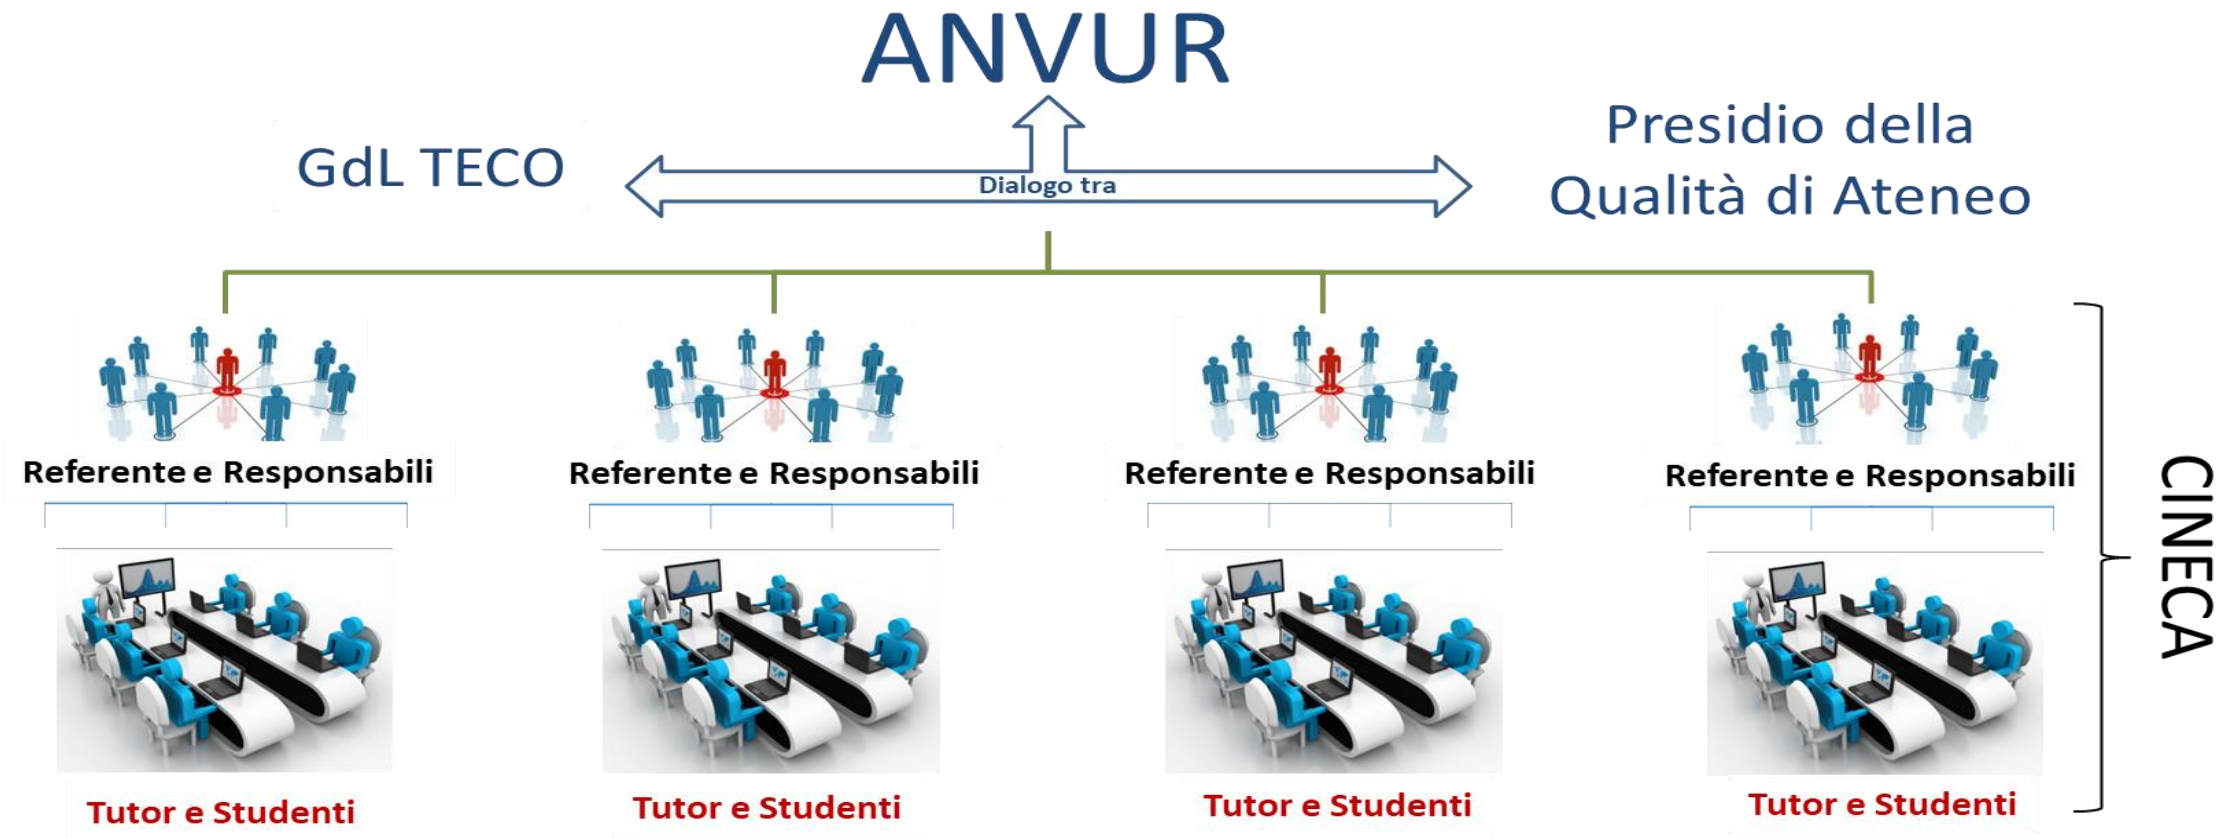 ANVUR
GdL TECO
Dialogo tra
Presidio della
Qualità di Ateneo
Referente e Responsabili
Referente e Responsabili
Referente e Responsabili
Referente e Responsabili
CINECA
Tutor e Studenti
Tutor e Studenti
Tutor e Studenti
Tutor e Studenti